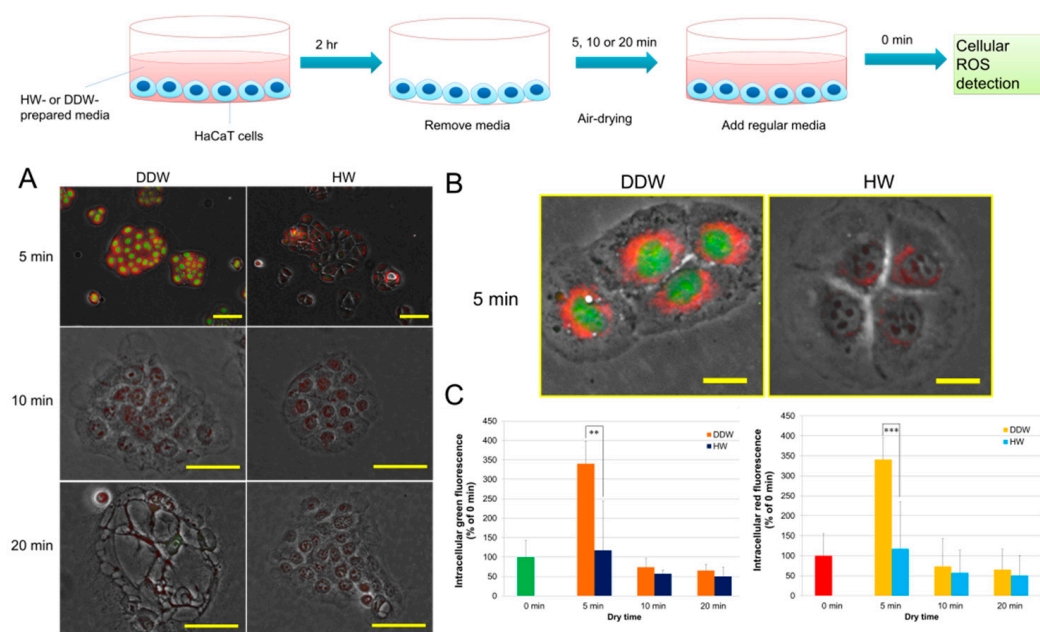 2 hr
5, 10 or 20 min
0 min
Cellular
ROS
detection
HW- or DDW-
prepared media
HaCaT cells
Remove media
Air-drying
Add regular media
A
DDW
HW
5 min
10 min
20 min
B
DDW
HW
5 min
C
Intracellular green fluorescence
(% of 0 min)
450
400
350
300
250
200
150
100
50
0
**
DDW
HW
0 min
5 min
10 min
20 min
Dry time
Intracellular red fluorescence
(% of 0 min)
450
400
350
300
250
200
150
100
50
0
***
DDW
HW
0 min
5 min
10 min
20 min
Dry time